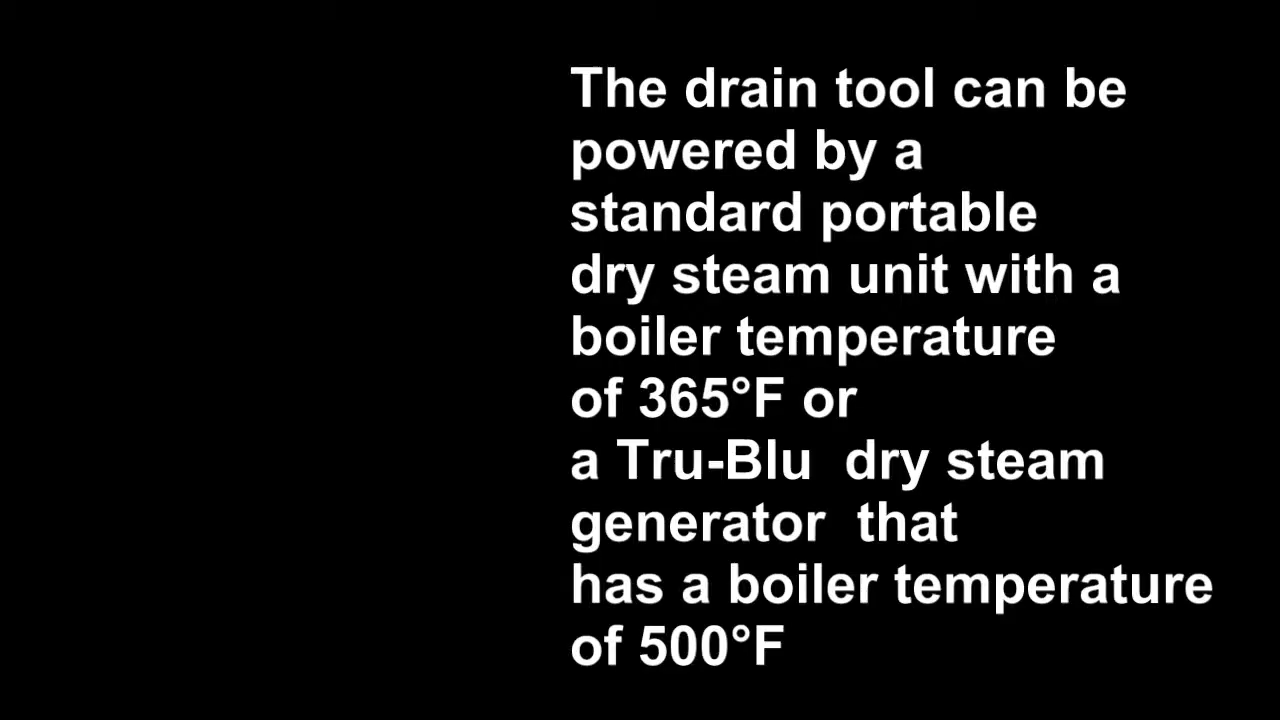 The drain tool can be
powered by a
standard portable
dry steam unit with a
boiler temperature
of 365°F or
a Tru-Blu  dry steam
generator  that
has a boiler temperature
of 500°F